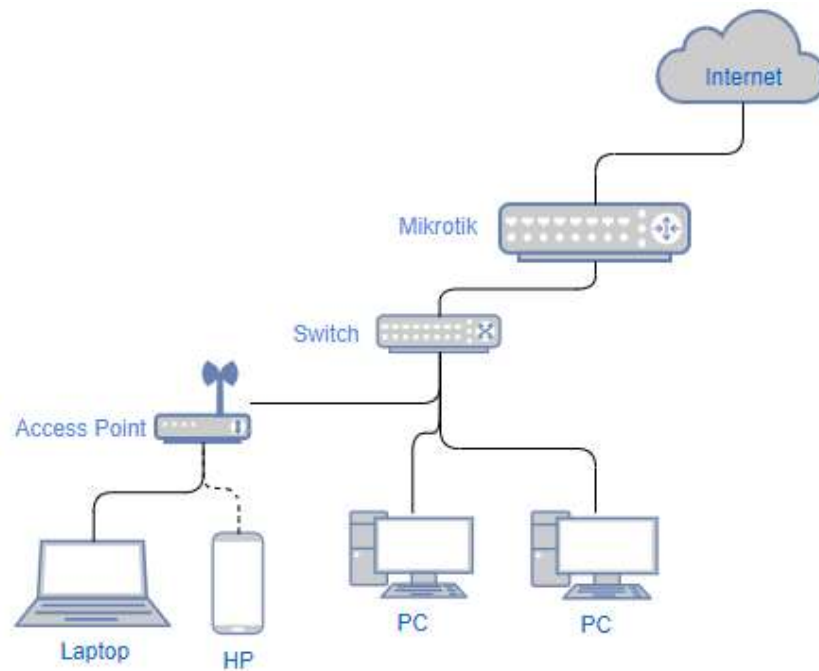 Internet
Mikrotik
Switch
Access Point
Laptop
HP
PC
PC